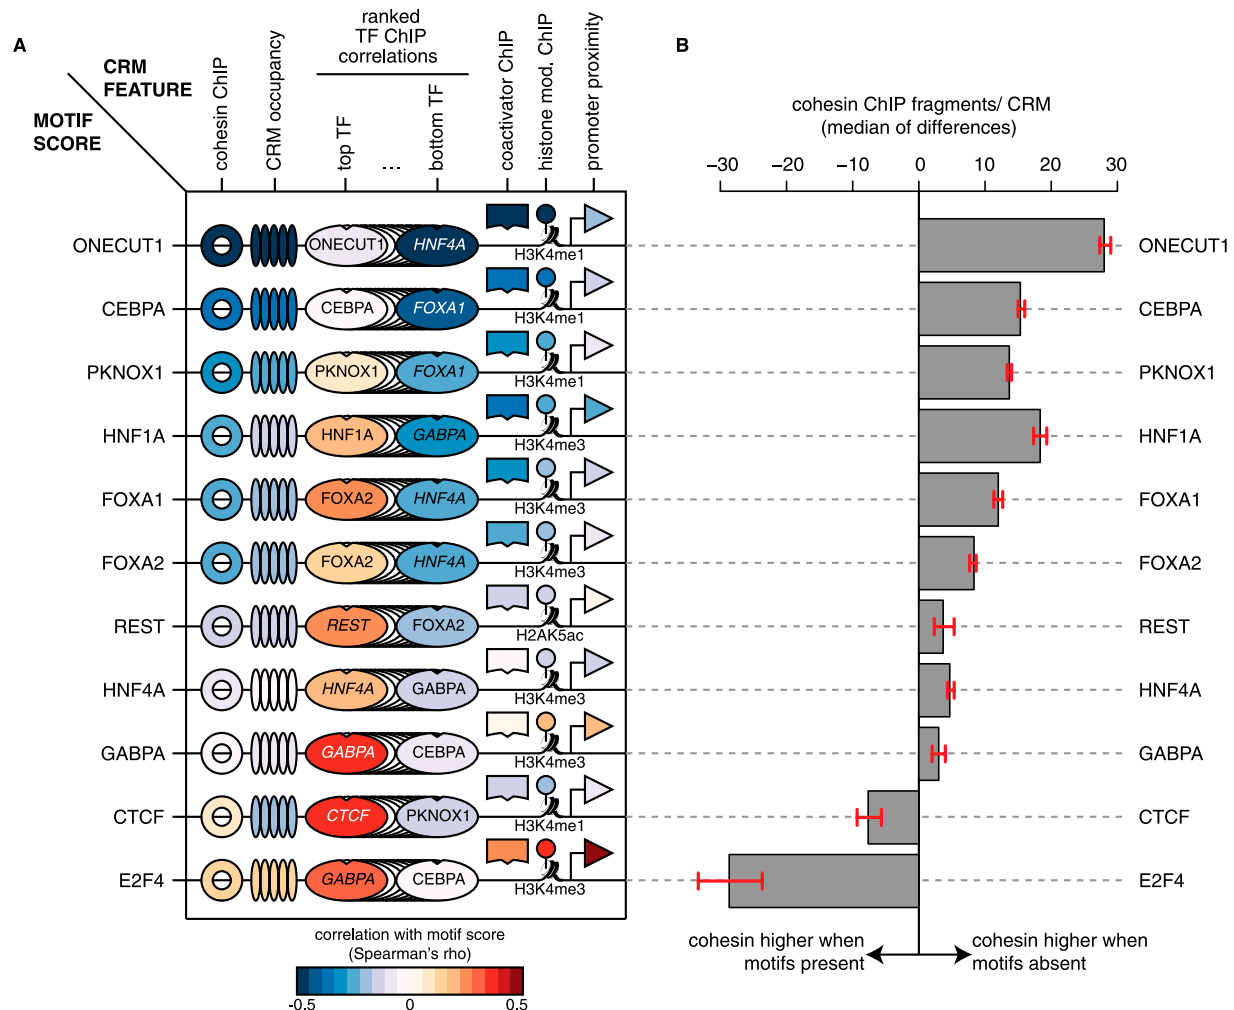 A
CRM
FEATURE
MOTIF
SCORE
cohesin ChIP
CRM occupancy
ranked
TF ChIP
correlations
top TF
...
bottom TF
coactivator ChIP
histone mod. ChIP
promoter proximity
ONECUT1
ONECUT1
HNF4A
H3K4me1
CEBPA
CEBPA
FOXA1
H3K4me1
PKNOX1
PKNOX1
FOXA1
H3K4me1
HNF1A
HNF1A
GABPA
H3K4me3
FOXA1
FOXA2
HNF4A
H3K4me3
FOXA2
FOXA2
HNF4A
H3K4me3
REST
REST
FOXA2
H2AK5ac
HNF4A
HNF4A
GABPA
H3K4me3
GABPA
GABPA
CEBPA
H3K4me3
CTCF
CTCF
PKNOX1
H3K4me1
E2F4
GABPA
CEBPA
H3K4me3
correlation with motif score
(Spearman's rho)
-0.5 0 0.5
B
cohesin ChIP fragments/ CRM
(median of differences)
−30 −20 −10 0 10 20 30
ONECUT1
CEBPA
PKNOX1
HNF1A
FOXA1
FOXA2
REST
HNF4A
GABPA
CTCF
E2F4
cohesin higher when
motifs present
cohesin higher when
motifs absent